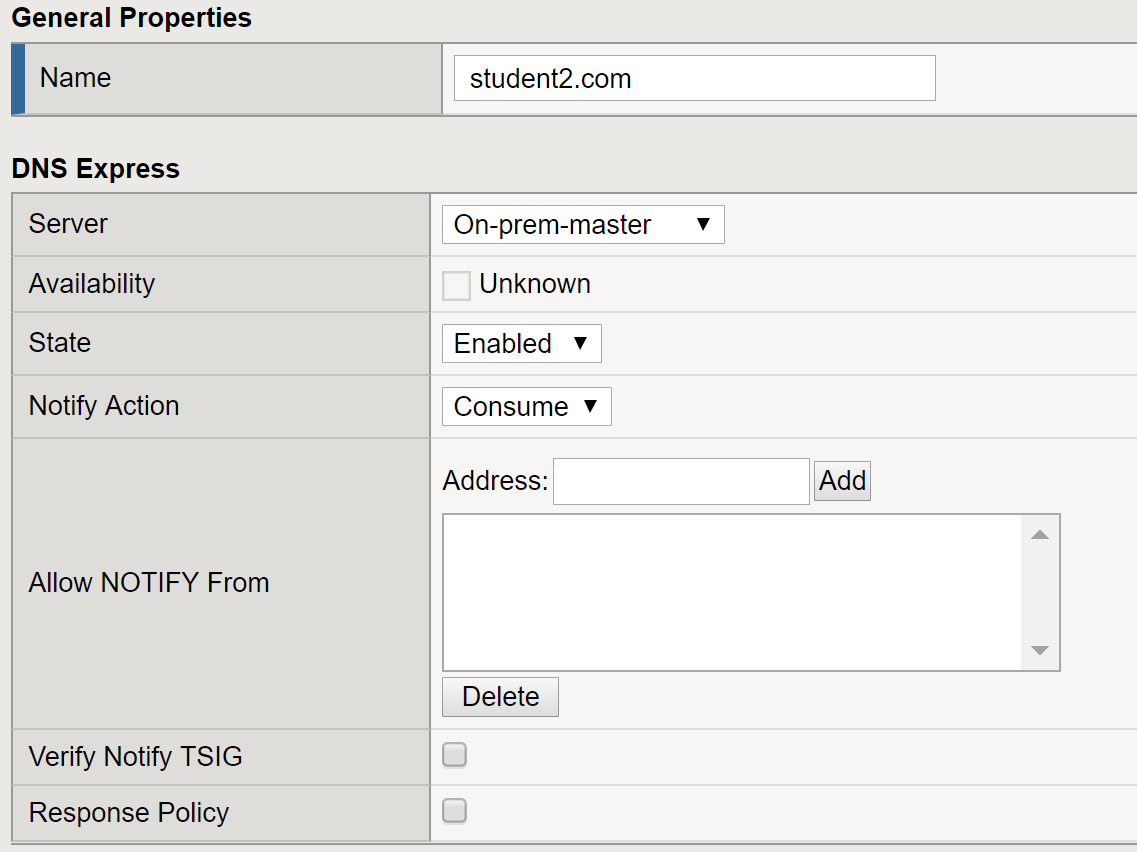 General Properties
Name student2.com
DNS Express
Server On-prem-master
Availability Unknown
State Enabled
Notify Action Consume
Address: Add
Allow NOTIFY From
Delete
Verify Notify TSIG
Response Policy